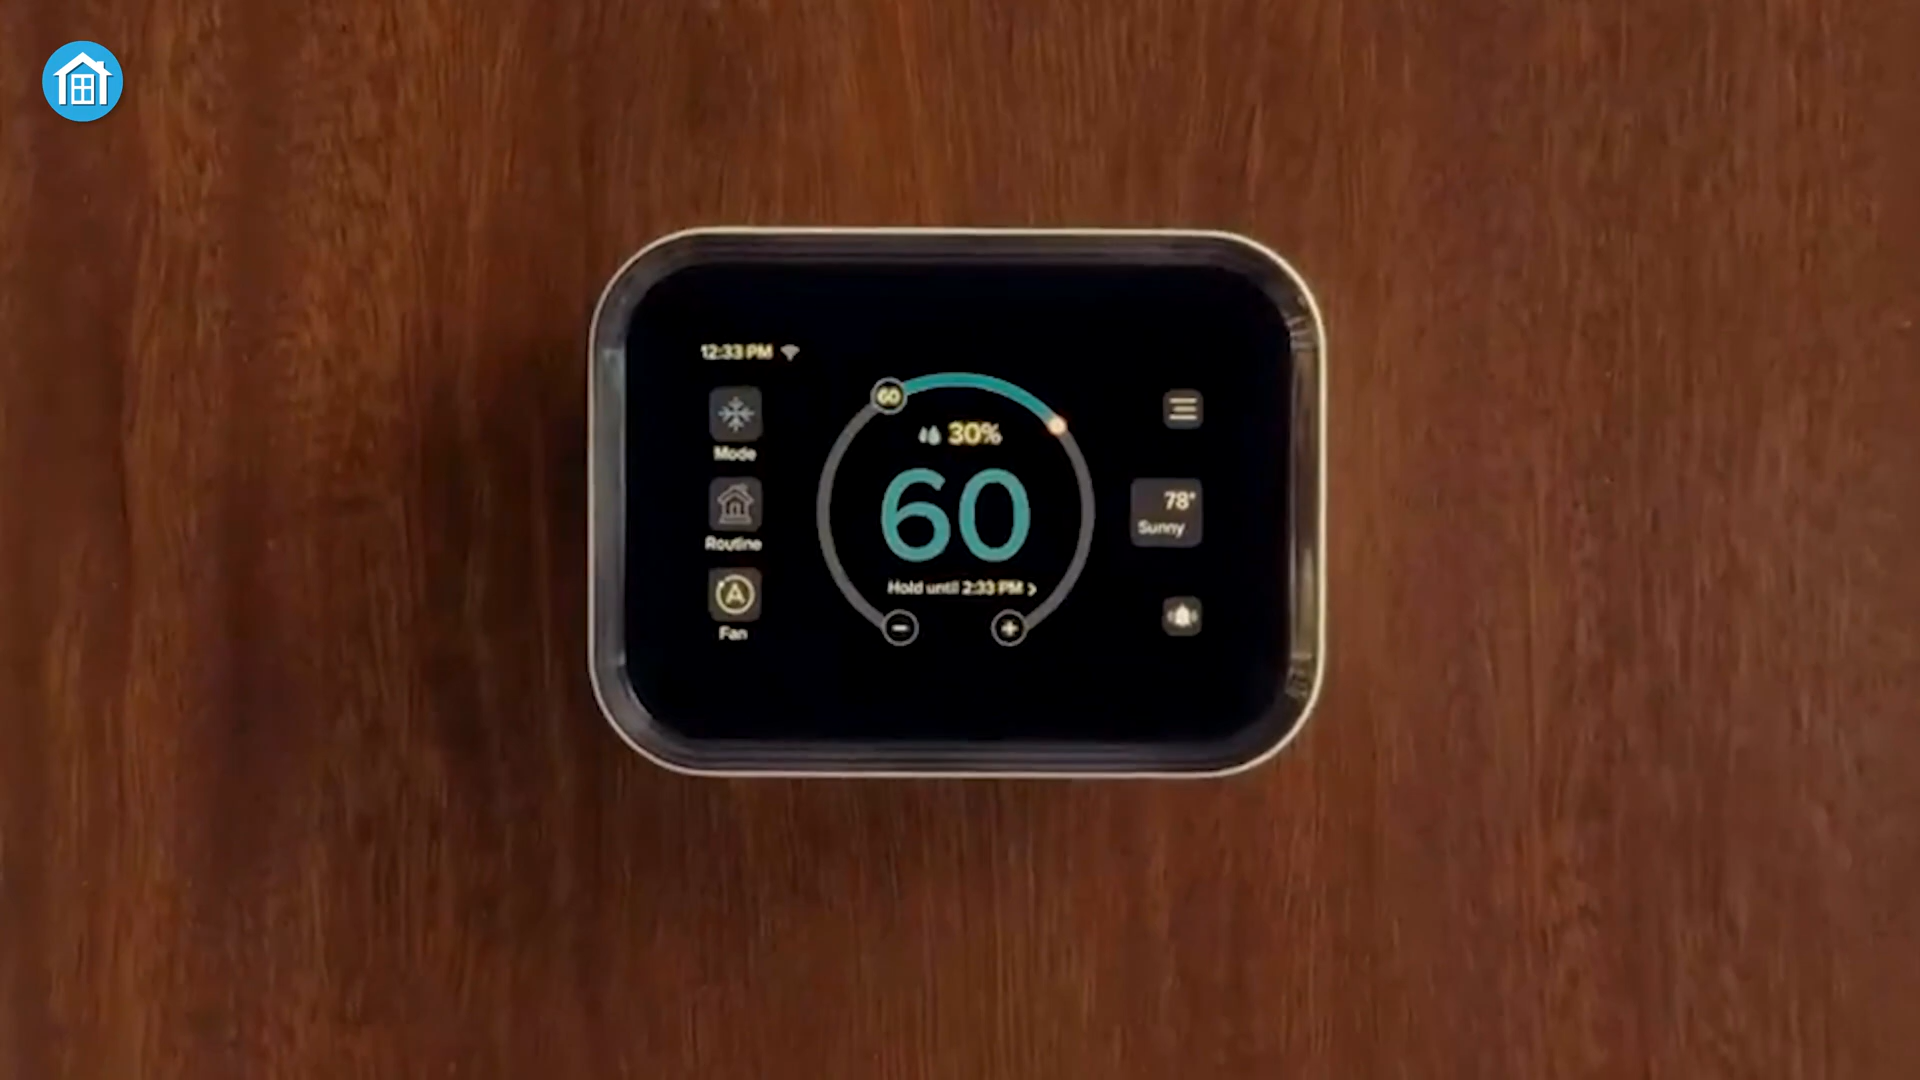 12:33 PM
Mode
Routine
A
Fan
60
30%
60
Hold until 2:33 PM >
− +
78°
Sunny